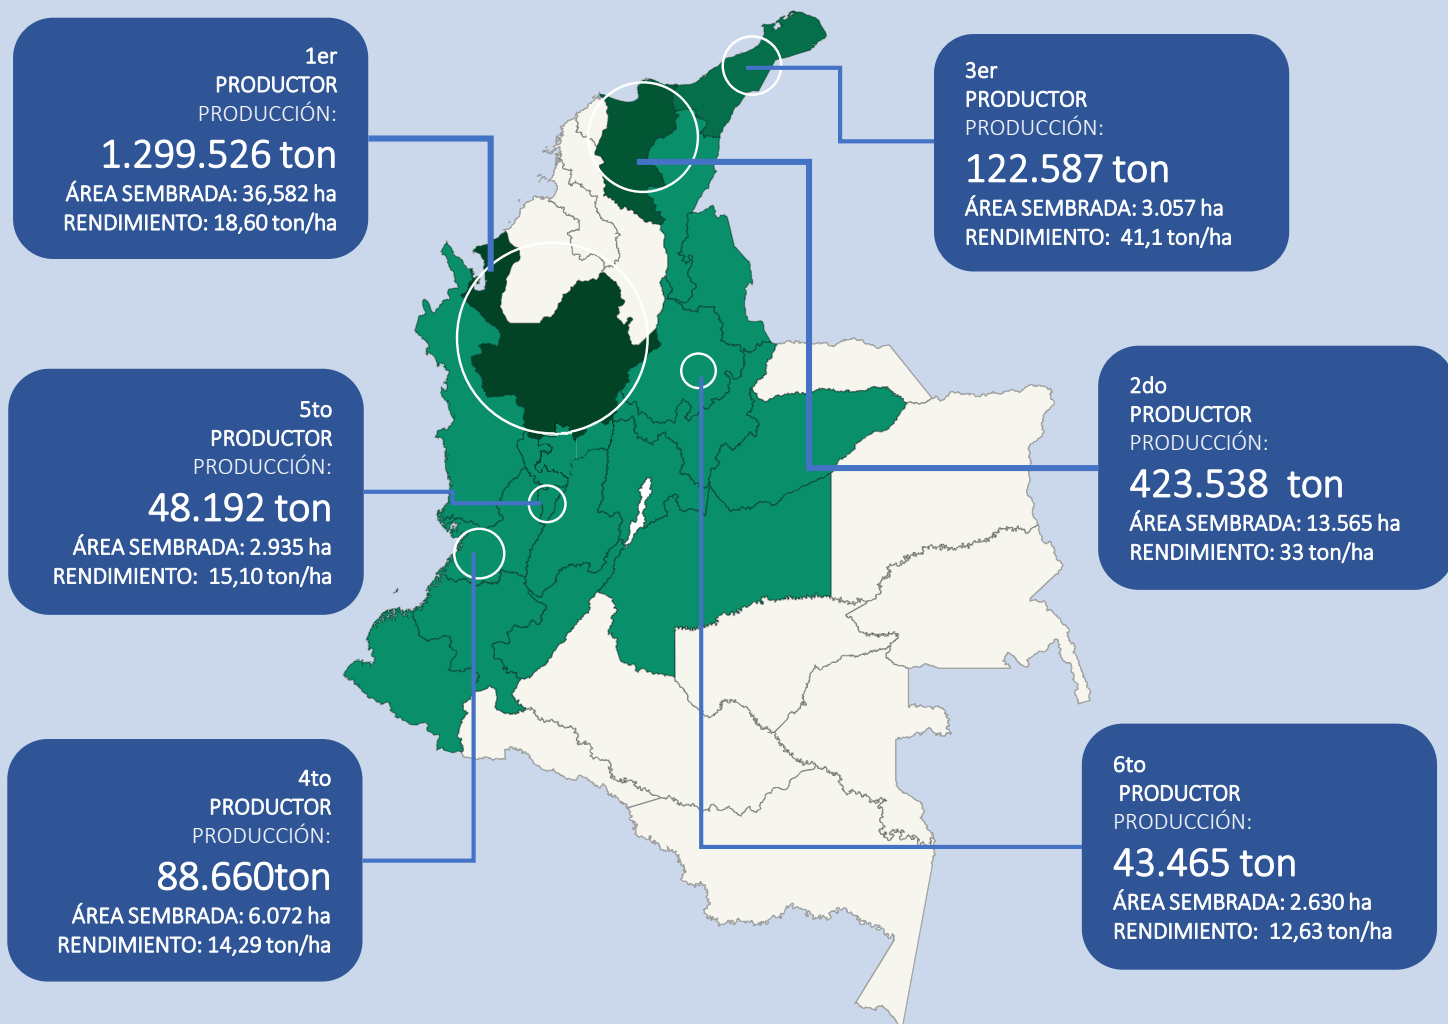 1er
PRODUCTOR
PRODUCCIÓN:
1.299.526 ton
ÁREA SEMBRADA: 36,582 ha
RENDIMIENTO: 18,60 ton/ha
3er
PRODUCTOR
PRODUCCIÓN:
122.587 ton
ÁREA SEMBRADA: 3.057 ha
RENDIMIENTO: 41,1 ton/ha
5to
PRODUCTOR
PRODUCCIÓN:
48.192 ton
ÁREA SEMBRADA: 2.935 ha
RENDIMIENTO: 15,10 ton/ha
2do
PRODUCTOR
PRODUCCIÓN:
423.538 ton
ÁREA SEMBRADA: 13.565 ha
RENDIMIENTO: 33 ton/ha
4to
PRODUCTOR
PRODUCCIÓN:
88.660ton
ÁREA SEMBRADA: 6.072 ha
RENDIMIENTO: 14,29 ton/ha
6to
PRODUCTOR
PRODUCCIÓN:
43.465 ton
ÁREA SEMBRADA: 2.630 ha
RENDIMIENTO: 12,63 ton/ha